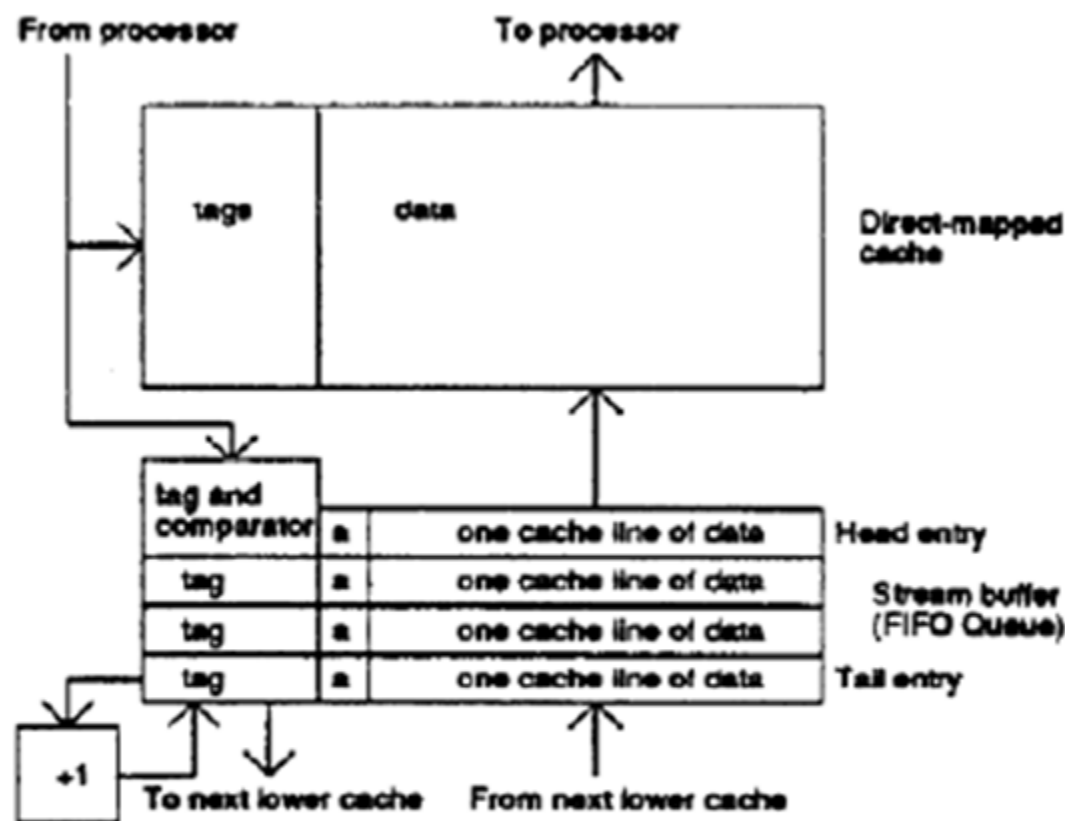 From processor
To processor
tags
data
Direct-mapped
cache
tag and
comparator
a
one cache line of data
Head entry
tag
a
one cache line of data
Stream buffer
(FIFO Queue)
tag
a
one cache line of data
tag
a
one cache line of data
Tail entry
+1
To next lower cache
From next lower cache